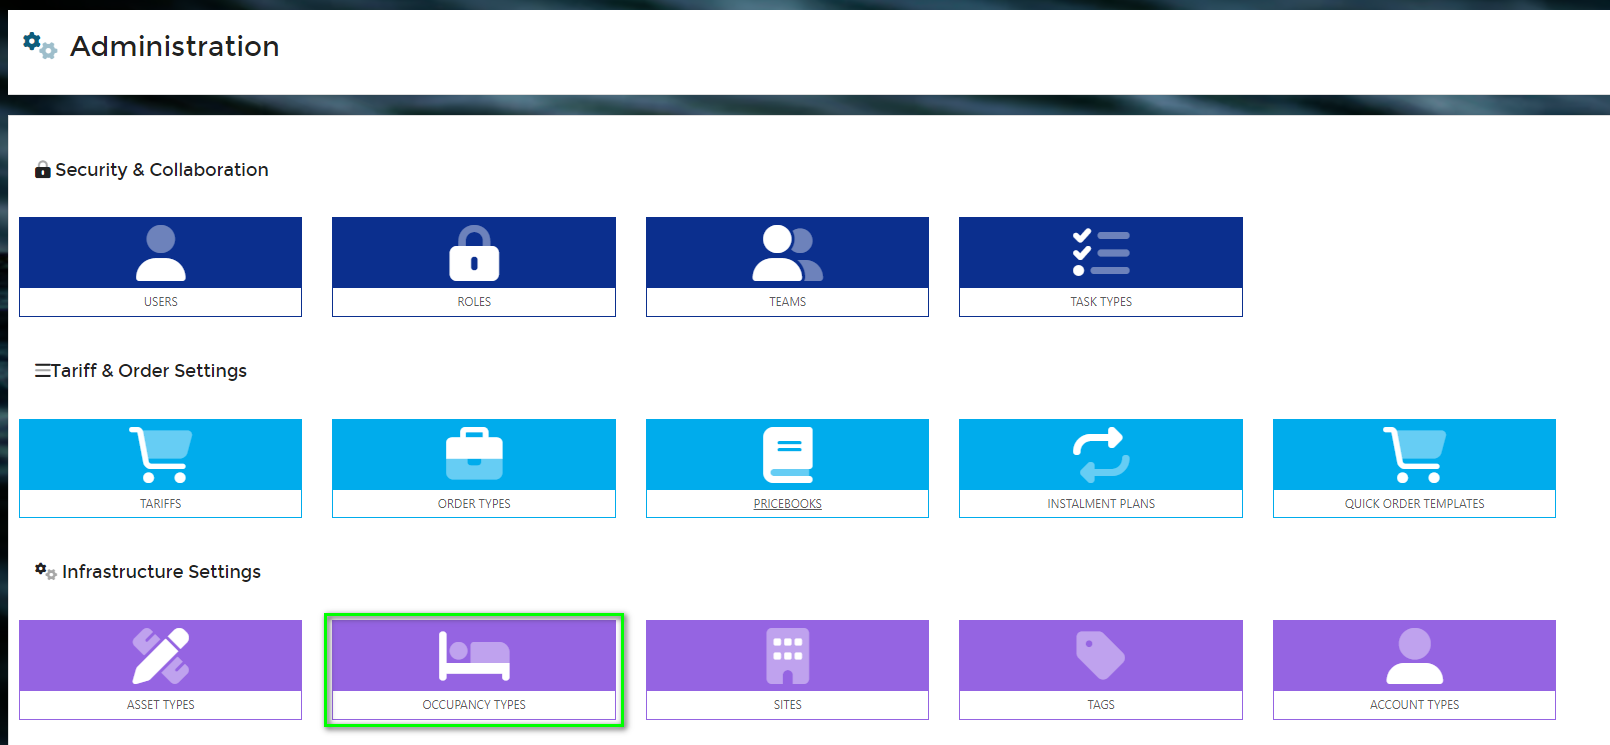 Administration
Security & Collaboration
USERS
ROLES
TEAMS
TASK TYPES
Tariff & Order Settings
TARIFFS
ORDER TYPES
PRICEBOOKS
INSTALMENT PLANS
QUICK ORDER TEMPLATES
Infrastructure Settings
ASSET TYPES
OCCUPANCY TYPES
SITES
TAGS
ACCOUNT TYPES